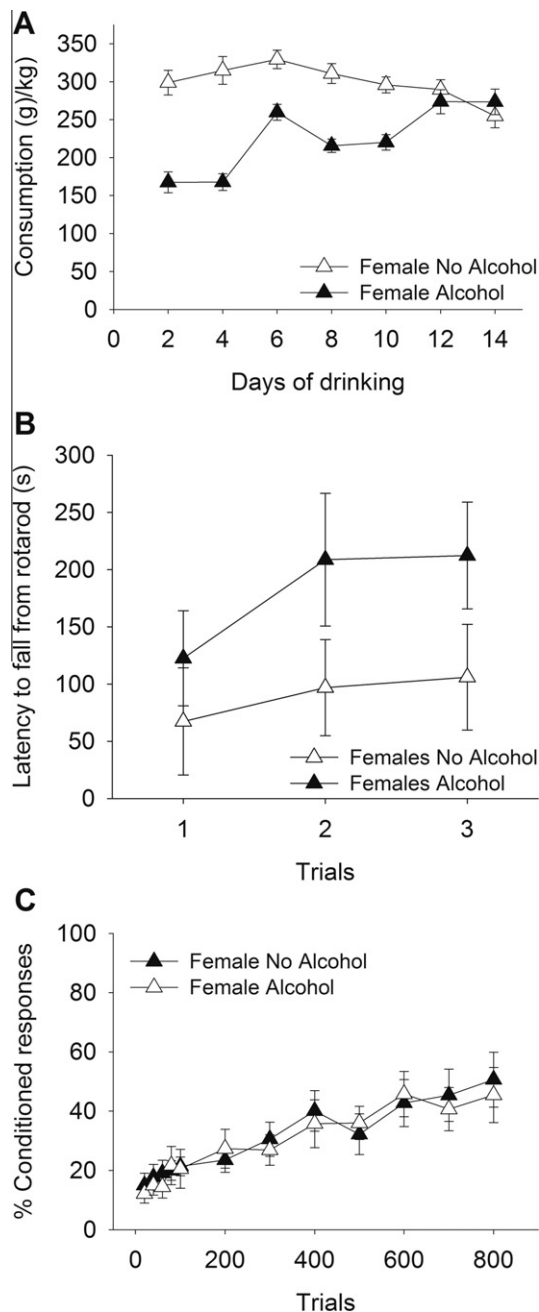 A
Consumption (g)/kg
350
300
250
200
150
100
50
0
Female No Alcohol
Female Alcohol
0 2 4 6 8 10 12 14
Days of drinking
B
Latency to fall from rotarod (s)
300
250
200
150
100
50
0
Females No Alcohol
Females Alcohol
1 2 3
Trials
C
% Conditioned responses
100
80
60
40
20
0
Female No Alcohol
Female Alcohol
0 200 400 600 800
Trials